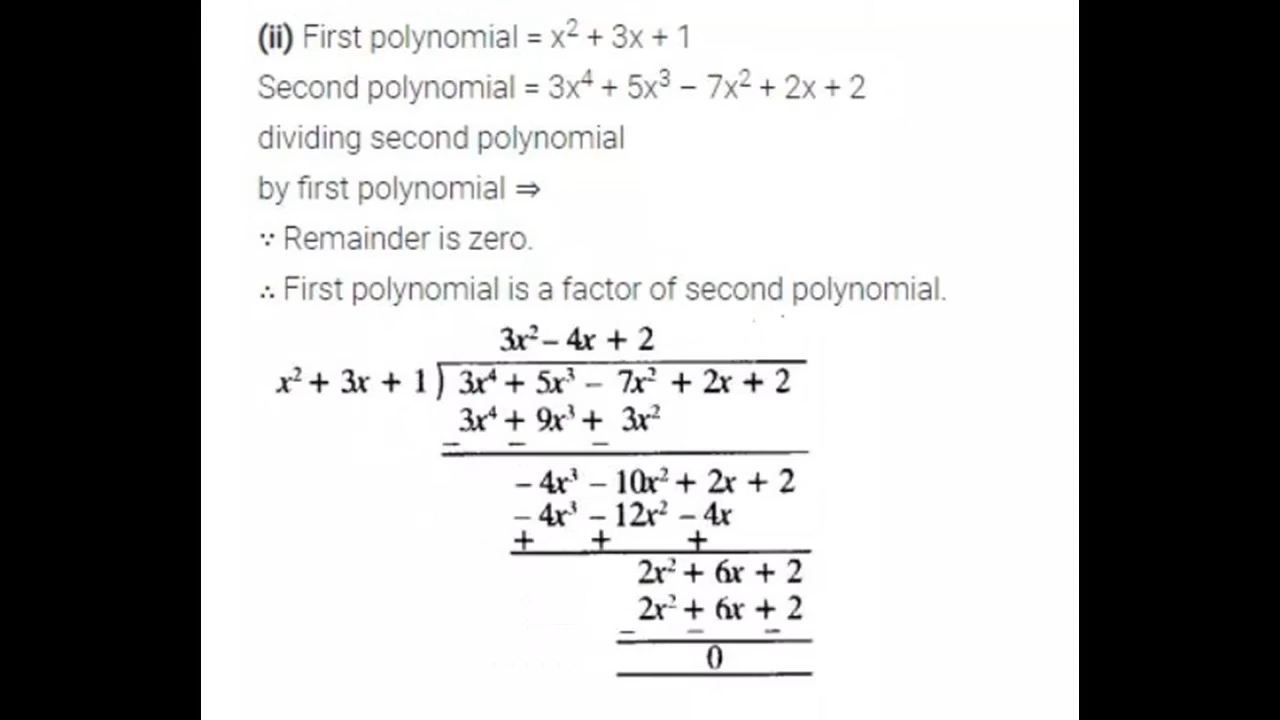 (ii) First polynomial = x² + 3x + 1
Second polynomial = 3x⁴ + 5x³ – 7x² + 2x + 2
dividing second polynomial
by first polynomial ⇒
∵ Remainder is zero.
∴ First polynomial is a factor of second polynomial.
3x² – 4x + 2
x² + 3x + 1 ) 3x⁴ + 5x³ – 7x² + 2x + 2
3x⁴ + 9x³ + 3x²
– – –
– 4x³ – 10x² + 2x + 2
– 4x³ – 12x² – 4x
+ + +
2x² + 6x + 2
2x² + 6x + 2
– – –
0